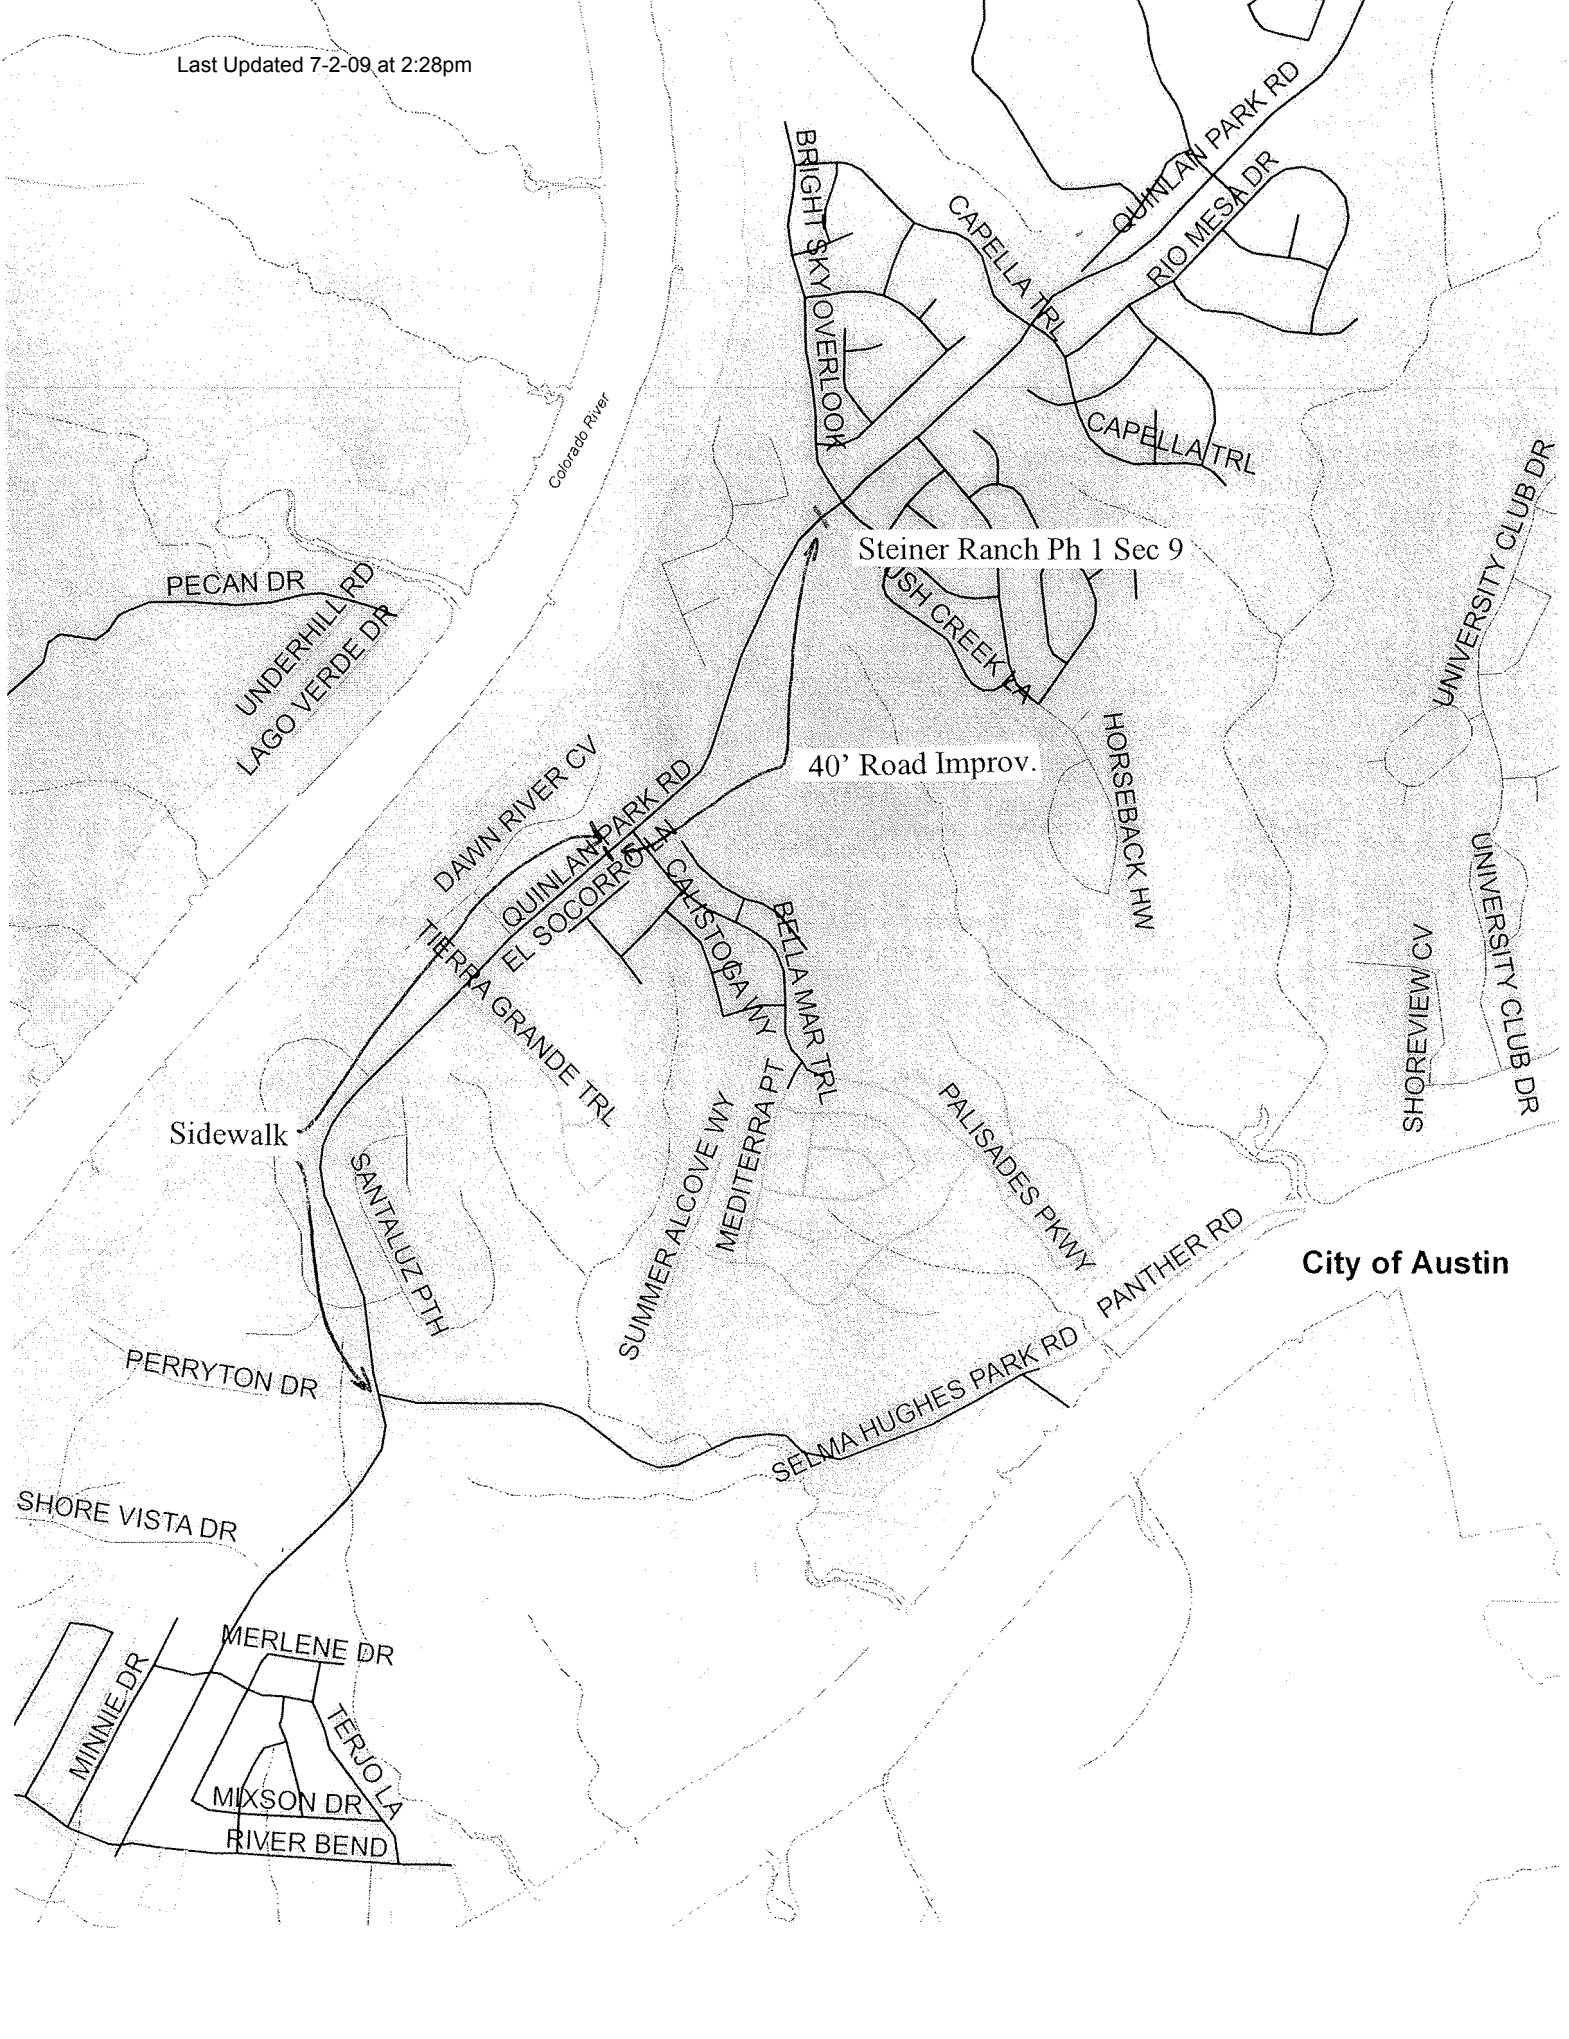 Last Updated 7-2-09 at 2:28pm
QUINLAN PARK RD
BRIGHT SKY OVERLOOK
RIO MESA DR
CAPELLA TRL
Colorado River
CAPELLA TRL
UNIVERSITY CLUB DR
Steiner Ranch Ph 1 Sec 9
PECAN DR
UNDERHILL RD
LAGO VERDE DR
USH CREEK LA
HORSEBACK HW
40' Road Improv.
DAWN RIVER CV
QUINLAN PARK RD
EL SOCORRO LN
CALISTOGA WY
BELLA MAR TRL
TIERRA GRANDE TRL
UNIVERSITY CLUB DR
SHOREVIEW CV
Sidewalk
SANTALUZ PTH
SUMMER ALCOVE WY
MEDITERRA PT
PALISADES PKWY
PANTHER RD
City of Austin
PERRYTON DR
SELMA HUGHES PARK RD
SHORE VISTA DR
MERLENE DR
MINNIE DR
TERJO LA
MIXSON DR
RIVER BEND